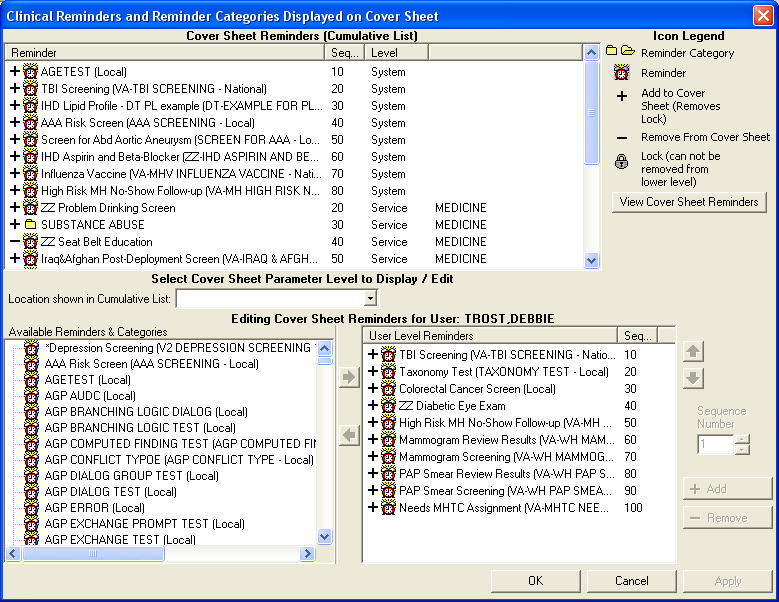 Clinical Reminders and Reminder Categories Displayed on Cover Sheet
Cover Sheet Reminders (Cumulative List)
Icon Legend
Reminder Seq... Level
AGETEST (Local) 10 System
TBI Screening (VA-TBI SCREENING - National) 20 System
IHD Lipid Profile - DT PL example (DT-EXAMPLE FOR PL... 30 System
AAA Risk Screen (AAA SCREENING - Local) 40 System
Screen for Abd Aortic Aneurysm (SCREEN FOR AAA - Lo... 50 System
IHD Aspirin and Beta-Blocker (ZZ-IHD ASPIRIN AND BE... 60 System
Influenza Vaccine (VA-MHV INFLUENZA VACCINE - Nati... 70 System
High Risk MH No-Show Follow-up (VA-MH HIGH RISK N... 80 System
ZZ Problem Drinking Screen 20 Service MEDICINE
SUBSTANCE ABUSE 30 Service MEDICINE
ZZ Seat Belt Education 40 Service MEDICINE
Iraq&Afghan Post-Deployment Screen (VA-IRAQ & AFGH... 50 Service MEDICINE
Reminder Category
Reminder
Add to Cover
Sheet (Removes
Lock)
Remove From Cover Sheet
Lock (can not be
removed from
lower level)
View Cover Sheet Reminders
Select Cover Sheet Parameter Level to Display / Edit
Location shown in Cumulative List:
Editing Cover Sheet Reminders for User: TROST,DEBBIE
Available Reminders & Categories
*Depression Screening (V2 DEPRESSION SCREENING
AAA Risk Screen (AAA SCREENING - Local)
AGETEST (Local)
AGP AUDC (Local)
AGP BRANCHING LOGIC DIALOG (Local)
AGP BRANCHING LOGIC TEST (Local)
AGP COMPUTED FINDING TEST (AGP COMPUTED FIN
AGP CONFLICT TYPOE (AGP CONFLICT TYPE - Local)
AGP DIALOG GROUP TEST (Local)
AGP DIALOG TEST (Local)
AGP ERROR (Local)
AGP EXCHANGE PROMPT TEST (Local)
AGP EXCHANGE TEST (Local)
User Level Reminders Seq...
TBI Screening (VA-TBI SCREENING - Natio... 10
Taxonomy Test (TAXONOMY TEST - Local) 20
Colorectal Cancer Screen (Local) 30
ZZ Diabetic Eye Exam 40
High Risk MH No-Show Follow-up (VA-MH ... 50
Mammogram Review Results (VA-WH MAM... 60
Mammogram Screening (VA-WH MAMMOG... 70
PAP Smear Review Results (VA-WH PAP S... 80
PAP Smear Screening (VA-WH PAP SMEA... 90
Needs MHTC Assignment (VA-MHTC NEE... 100
Sequence
Number
1
Add
Remove
OK
Cancel
Apply